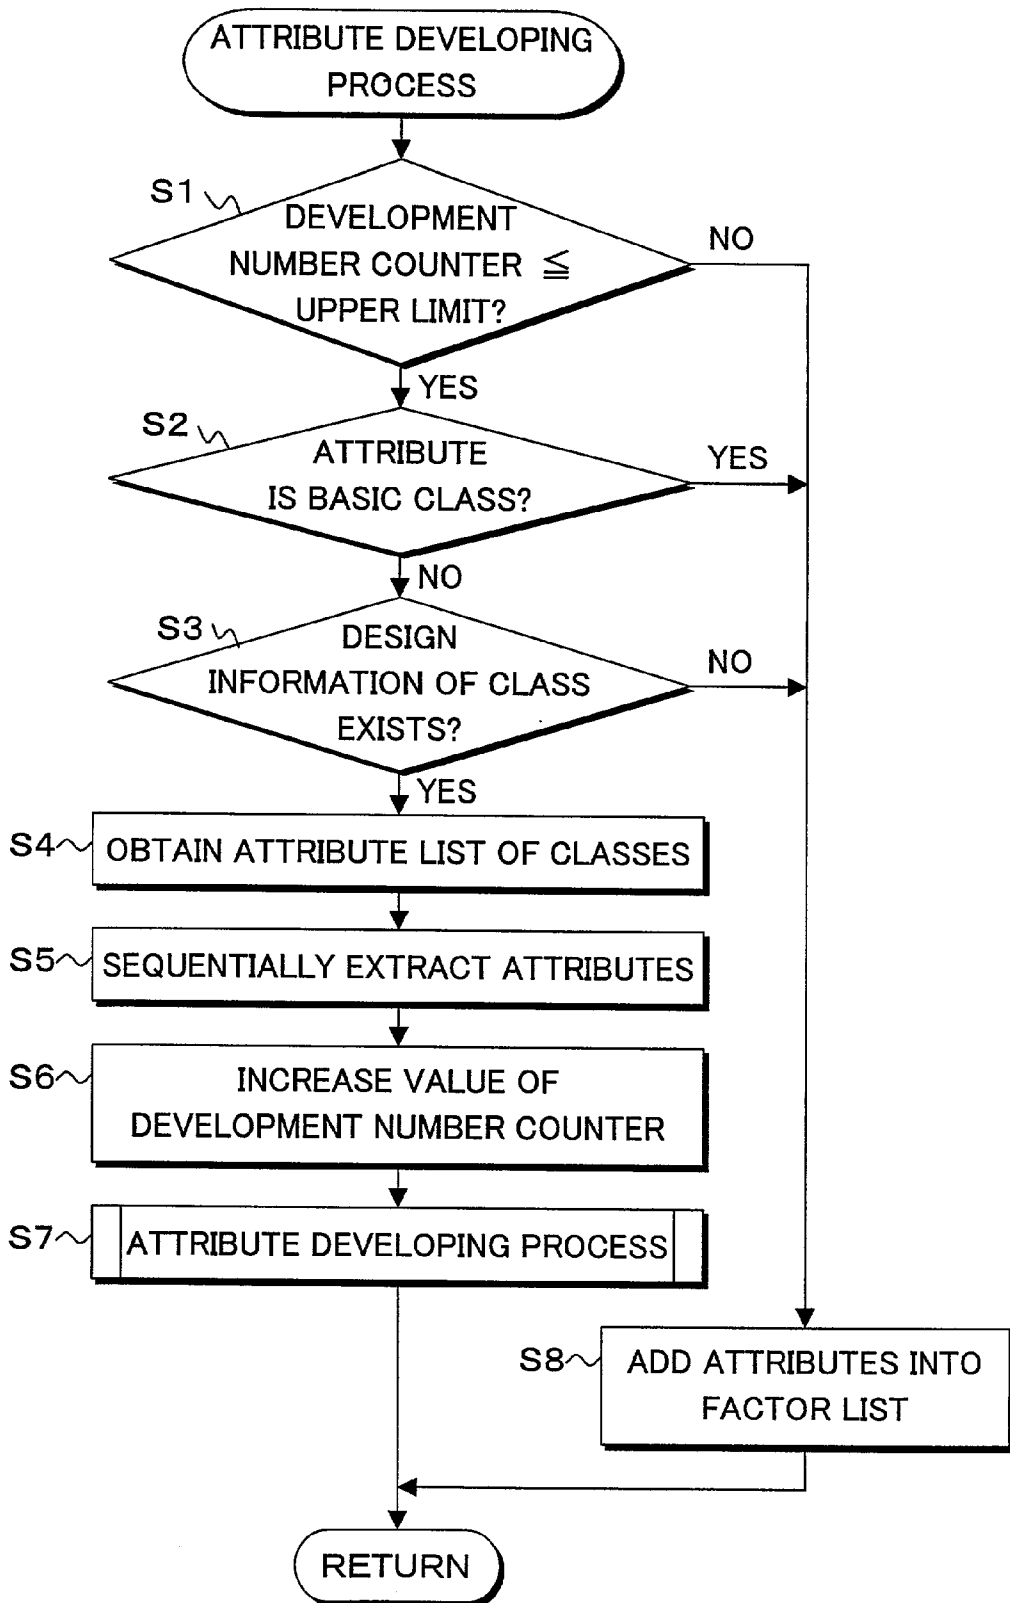 ATTRIBUTE DEVELOPING
PROCESS
S1
DEVELOPMENT
NUMBER COUNTER ≦
UPPER LIMIT?
NO
YES
S2
ATTRIBUTE
IS BASIC CLASS?
YES
NO
S3
DESIGN
INFORMATION OF CLASS
EXISTS?
NO
YES
S4
OBTAIN ATTRIBUTE LIST OF CLASSES
S5
SEQUENTIALLY EXTRACT ATTRIBUTES
S6
INCREASE VALUE OF
DEVELOPMENT NUMBER COUNTER
S7
ATTRIBUTE DEVELOPING PROCESS
S8
ADD ATTRIBUTES INTO
FACTOR LIST
RETURN